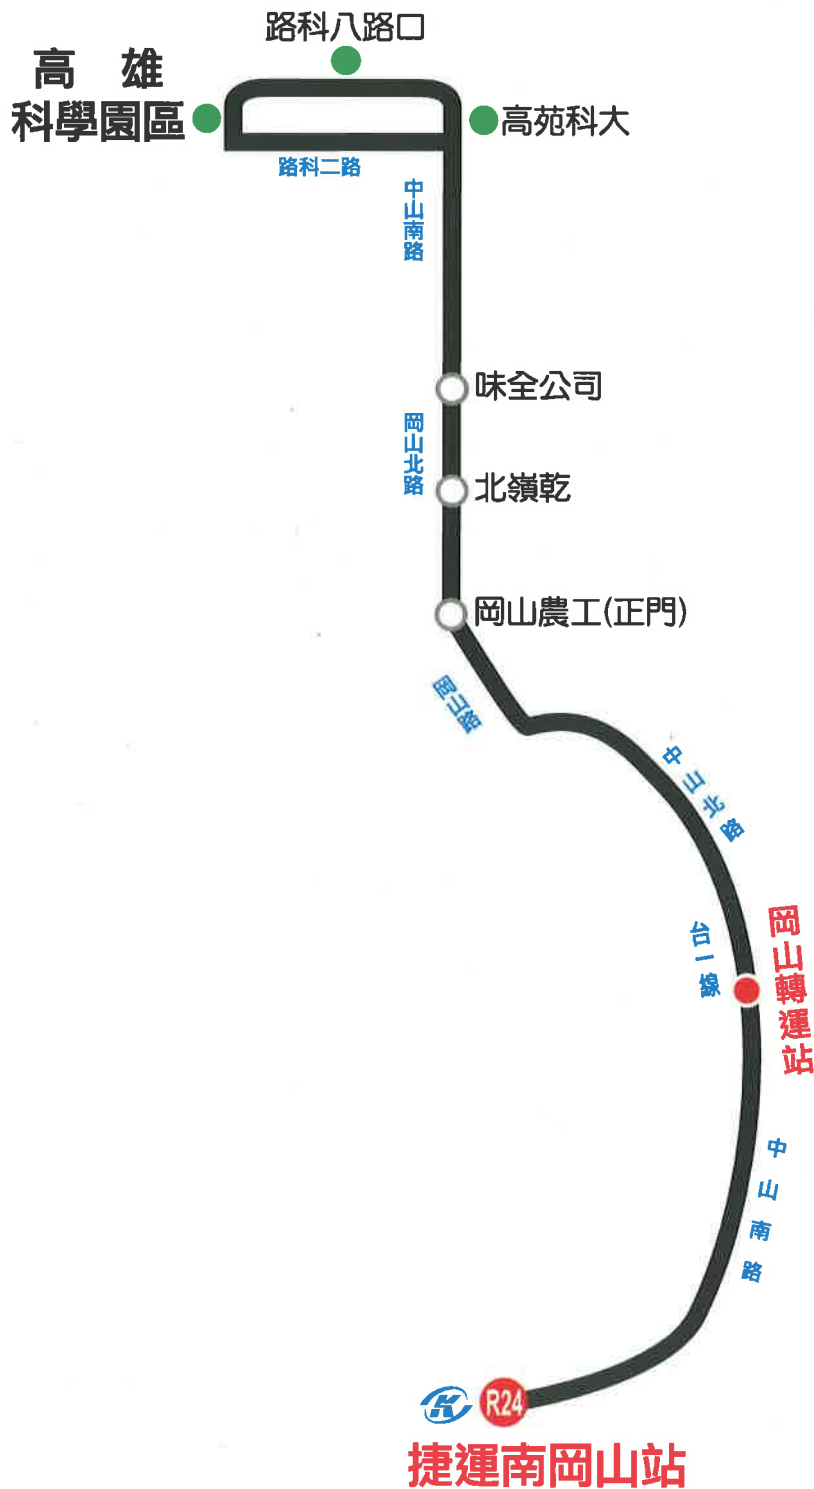 路科八路口
高 雄
科學園區
高苑科大
路科二路
中山南路
味全公司
岡山北路
北嶺乾
岡山農工(正門)
岡山路
中山北路
岡山轉運站
台一線
中山南路
K
R24
捷運南岡山站